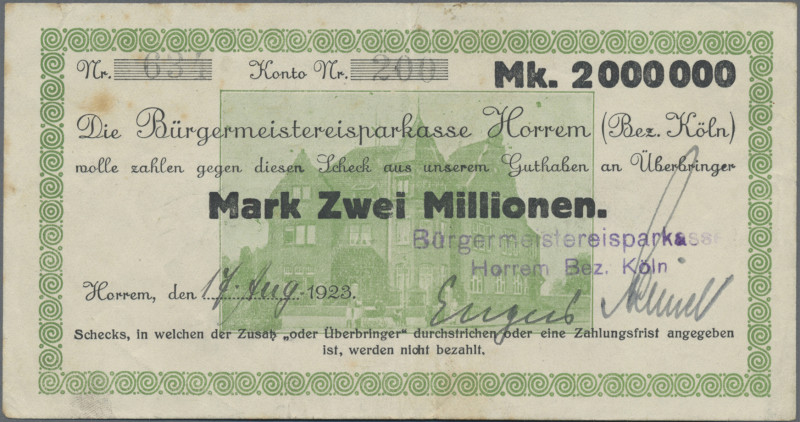 Nr. 634 Konto Nr. 200 Mk. 2000000
Die Bürgermeistereisparkasse Horrem (Bez. Köln)
wolle zahlen gegen diesen Scheck aus unserem Guthaben an Überbringer
Mark Zwei Millionen.
Bürgermeistereisparkasse
Horrem Bez. Köln
Horrem, den 17 Aug. 1923.
Schecks, in welchen der Zusatz „oder Überbringer" durchstrichen oder eine Zahlungsfrist angegeben
ist, werden nicht bezahlt.